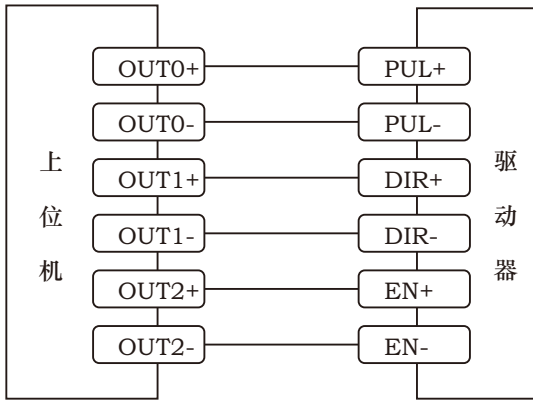 上位机
OUT0+
OUT0-
OUT1+
OUT1-
OUT2+
OUT2-
PUL+
PUL-
DIR+
DIR-
EN+
EN-
驱动器